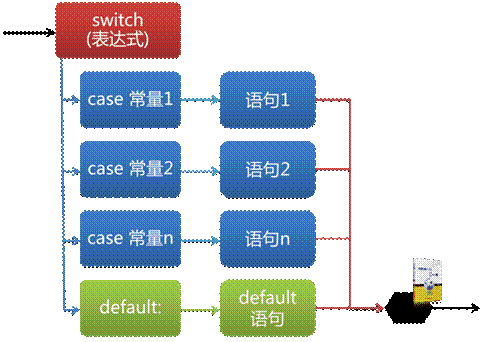 switch
(表达式)
case 常量1
语句1
case 常量2
语句2
case 常量n
语句n
default:
default
语句